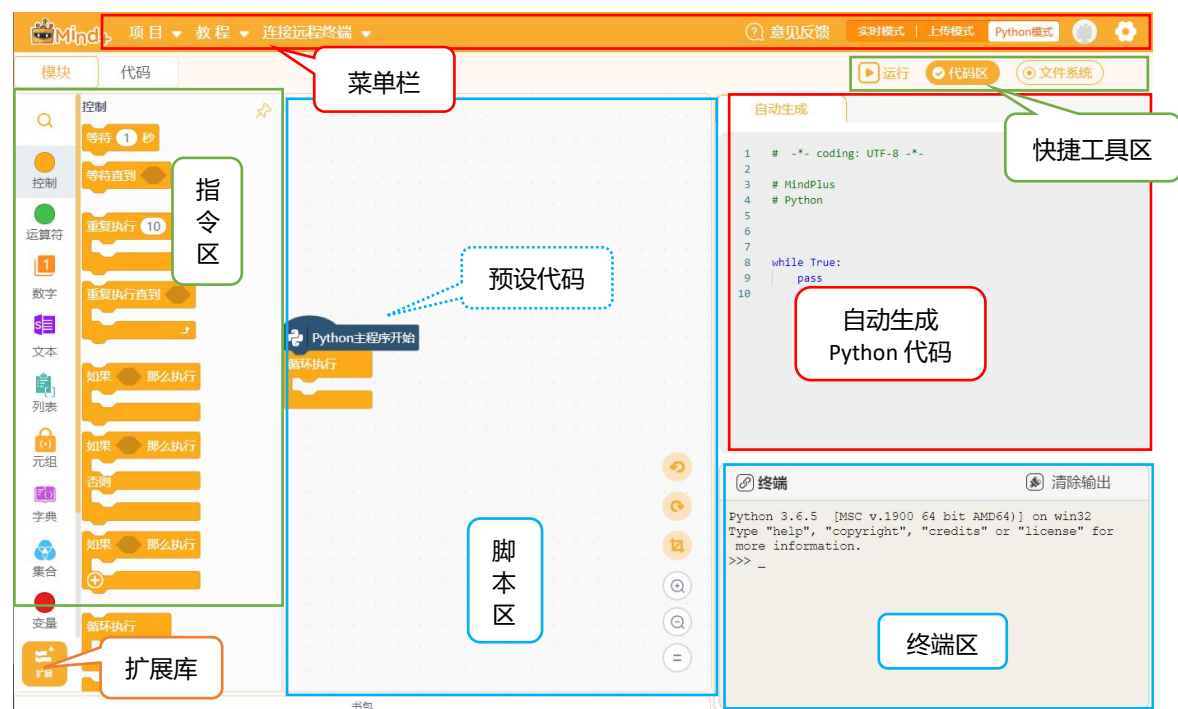 Mind+
项目
教程
连接远程终端
意见反馈
实时模式
上传模式
Python模式
菜单栏
模块
代码
运行
代码区
文件系统
快捷工具区
控制
运算符
数字
文本
列表
元组
字典
集合
变量
扩展
控制
等待 1 秒
等待直到
重复执行 10
重复执行直到
如果 那么执行
如果 那么执行
否则
如果 那么执行
循环执行
指
令
区
扩展库
预设代码
Python主程序开始
循环执行
脚
本
区
书包
自动生成
1 # -*- coding: UTF-8 -*-
2
3 # MindPlus
4 # Python
5
6
7
8 while True:
9 pass
10
自动生成
Python 代码
终端
清除输出
Python 3.6.5 [MSC v.1900 64 bit AMD64)] on win32
Type "help", "copyright", "credits" or "license" for
more information.
>>> _
终端区